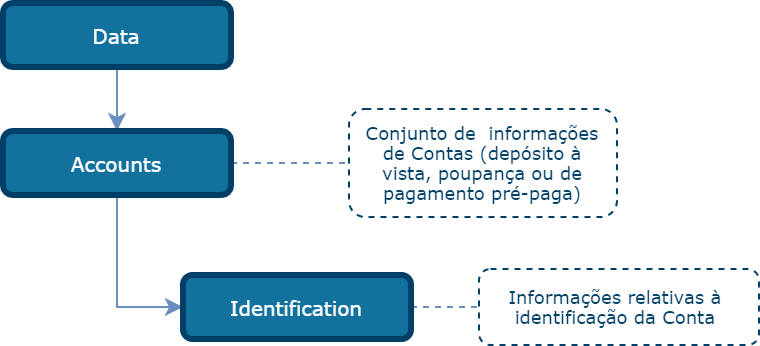 Data
Accounts
Conjunto de informações
de Contas (depósito à
vista, poupança ou de
pagamento pré-paga)
Identification
Informações relativas à
identificação da Conta